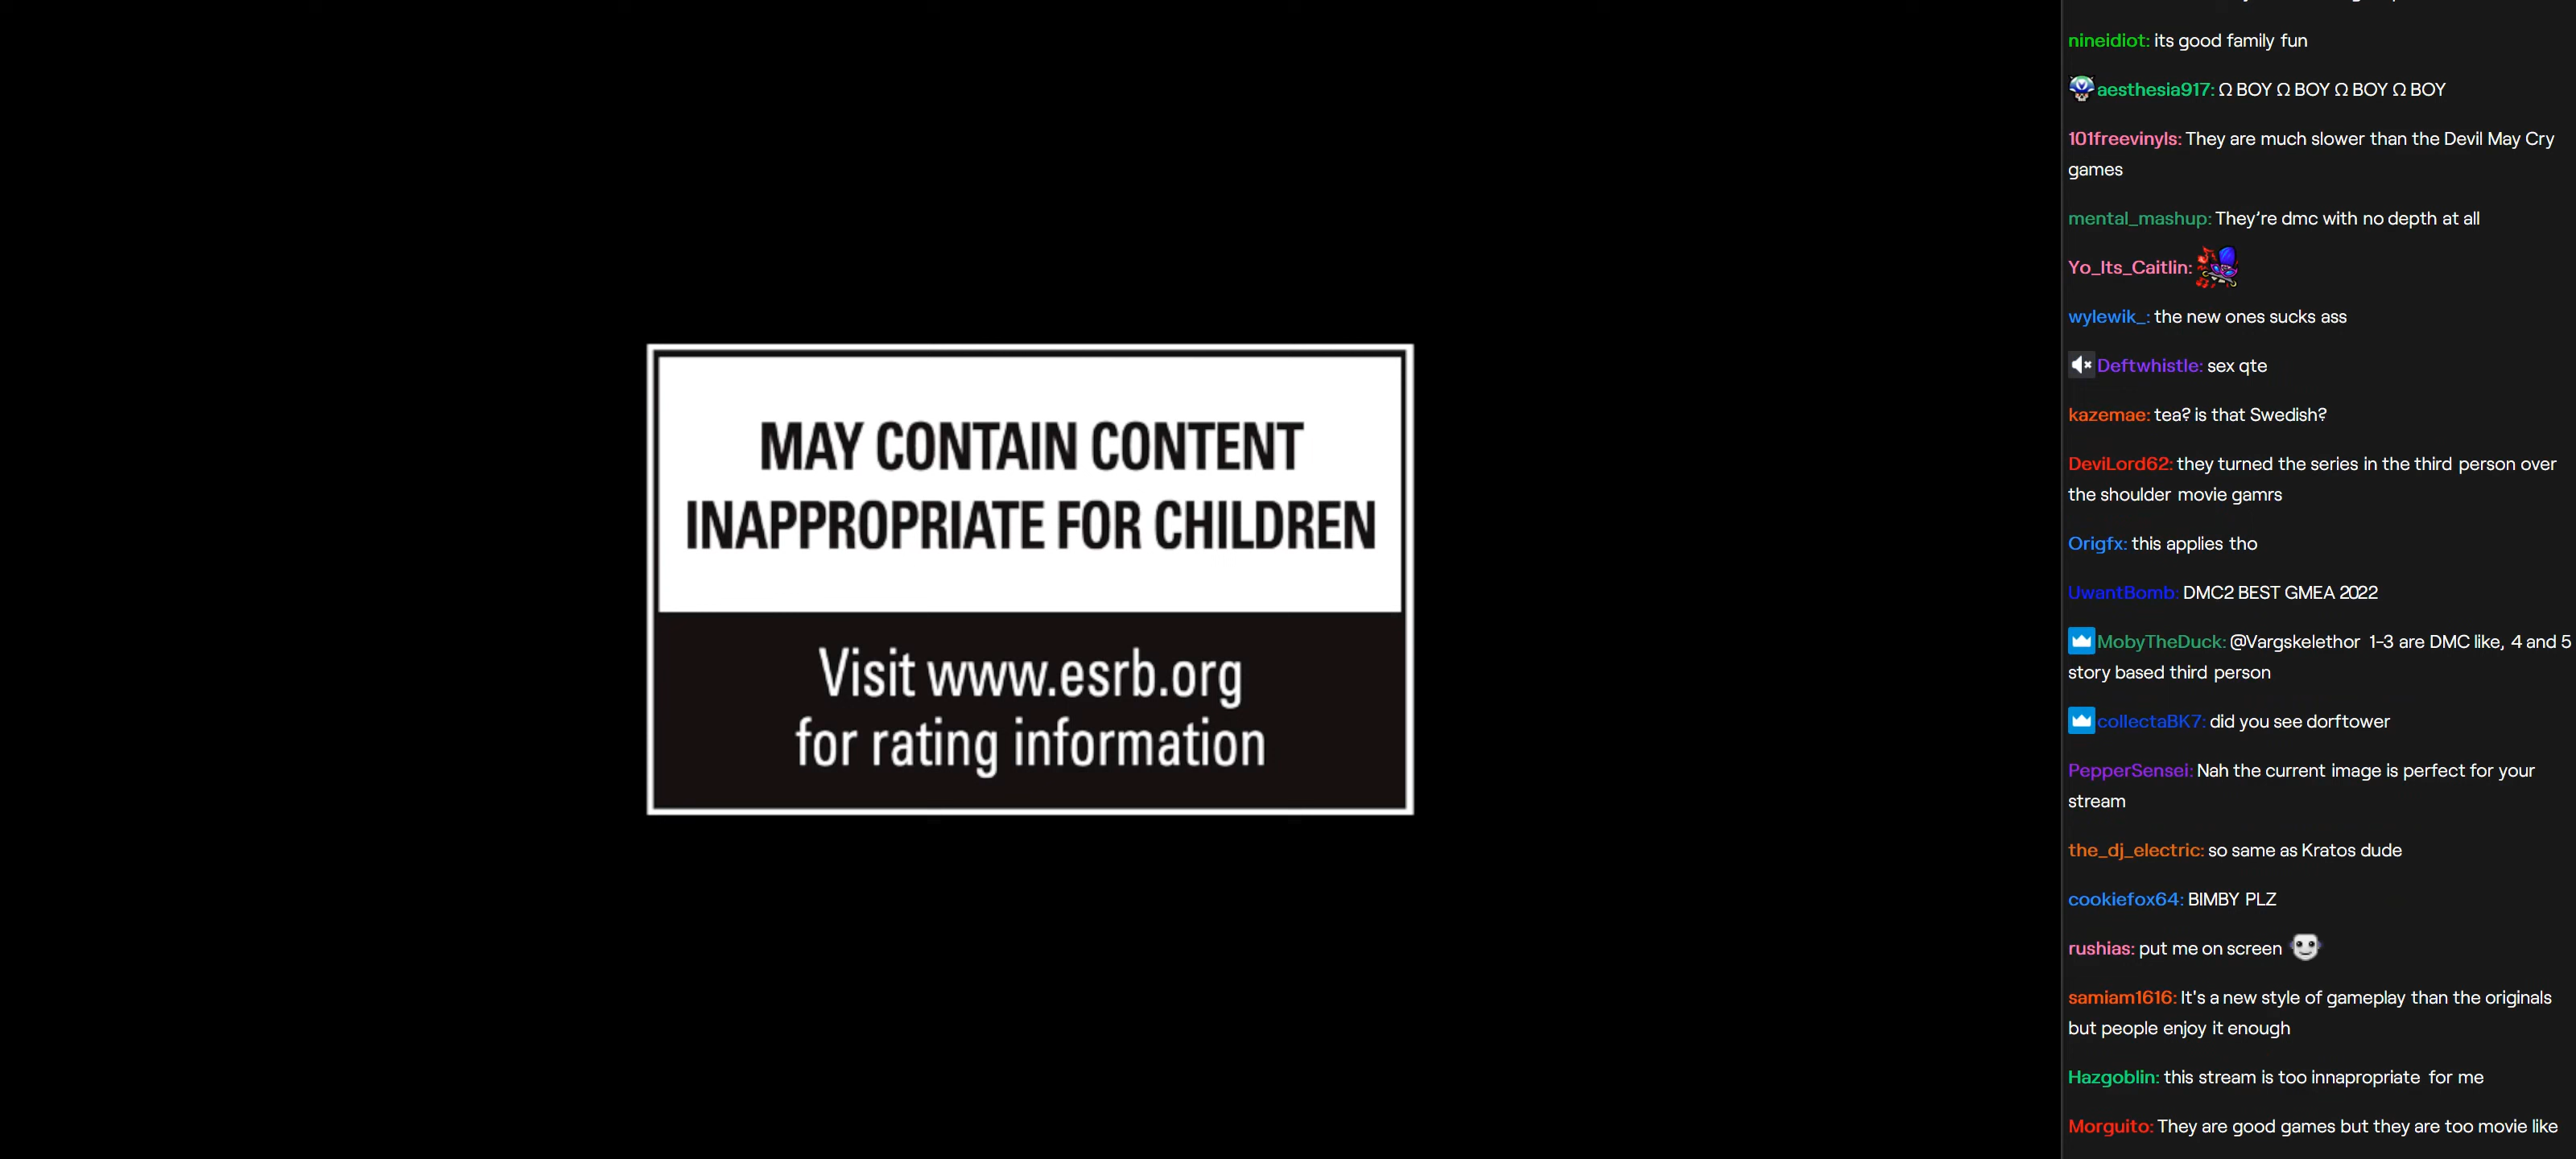 MAY CONTAIN CONTENT
INAPPROPRIATE FOR CHILDREN
Visit www.esrb.org
for rating information
nineidiot: its good family fun
aesthesia917: Ω BOY Ω BOY Ω BOY Ω BOY
101freevinyls: They are much slower than the Devil May Cry
games
mental_mashup: They're dmc with no depth at all
Yo_Its_Caitlin:
wylewik_: the new ones sucks ass
Deftwhistle: sex qte
kazemae: tea? is that Swedish?
DeviLord62: they turned the series in the third person over
the shoulder movie gamrs
Origfx: this applies tho
UwantBomb: DMC2 BEST GMEA 2022
MobyTheDuck: @Vargskelethor 1-3 are DMC like, 4 and 5
story based third person
collectaBK7: did you see dorftower
PepperSensei: Nah the current image is perfect for your
stream
the_dj_electric: so same as Kratos dude
cookiefox64: BIMBY PLZ
rushias: put me on screen
samiam1616: It's a new style of gameplay than the originals
but people enjoy it enough
Hazgoblin: this stream is too innapropriate for me
Morguito: They are good games but they are too movie like